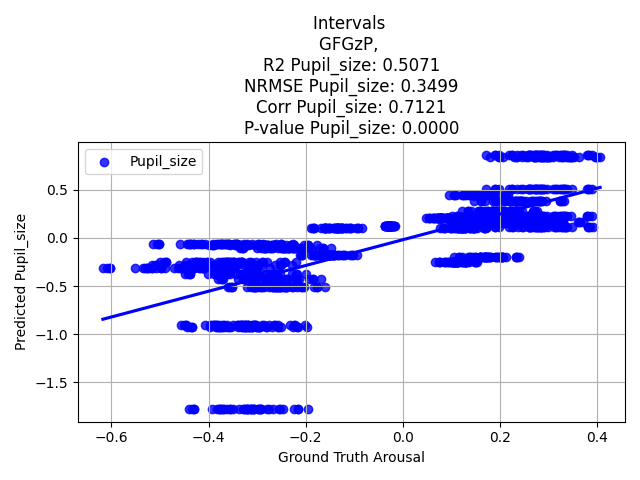 Intervals
GFGzP,
R2 Pupil_size: 0.5071
NRMSE Pupil_size: 0.3499
Corr Pupil_size: 0.7121
P-value Pupil_size: 0.0000
Pupil_size
Predicted Pupil_size
0.5
0.0
−0.5
−1.0
−1.5
−0.6
−0.4
−0.2
0.0
0.2
0.4
Ground Truth Arousal